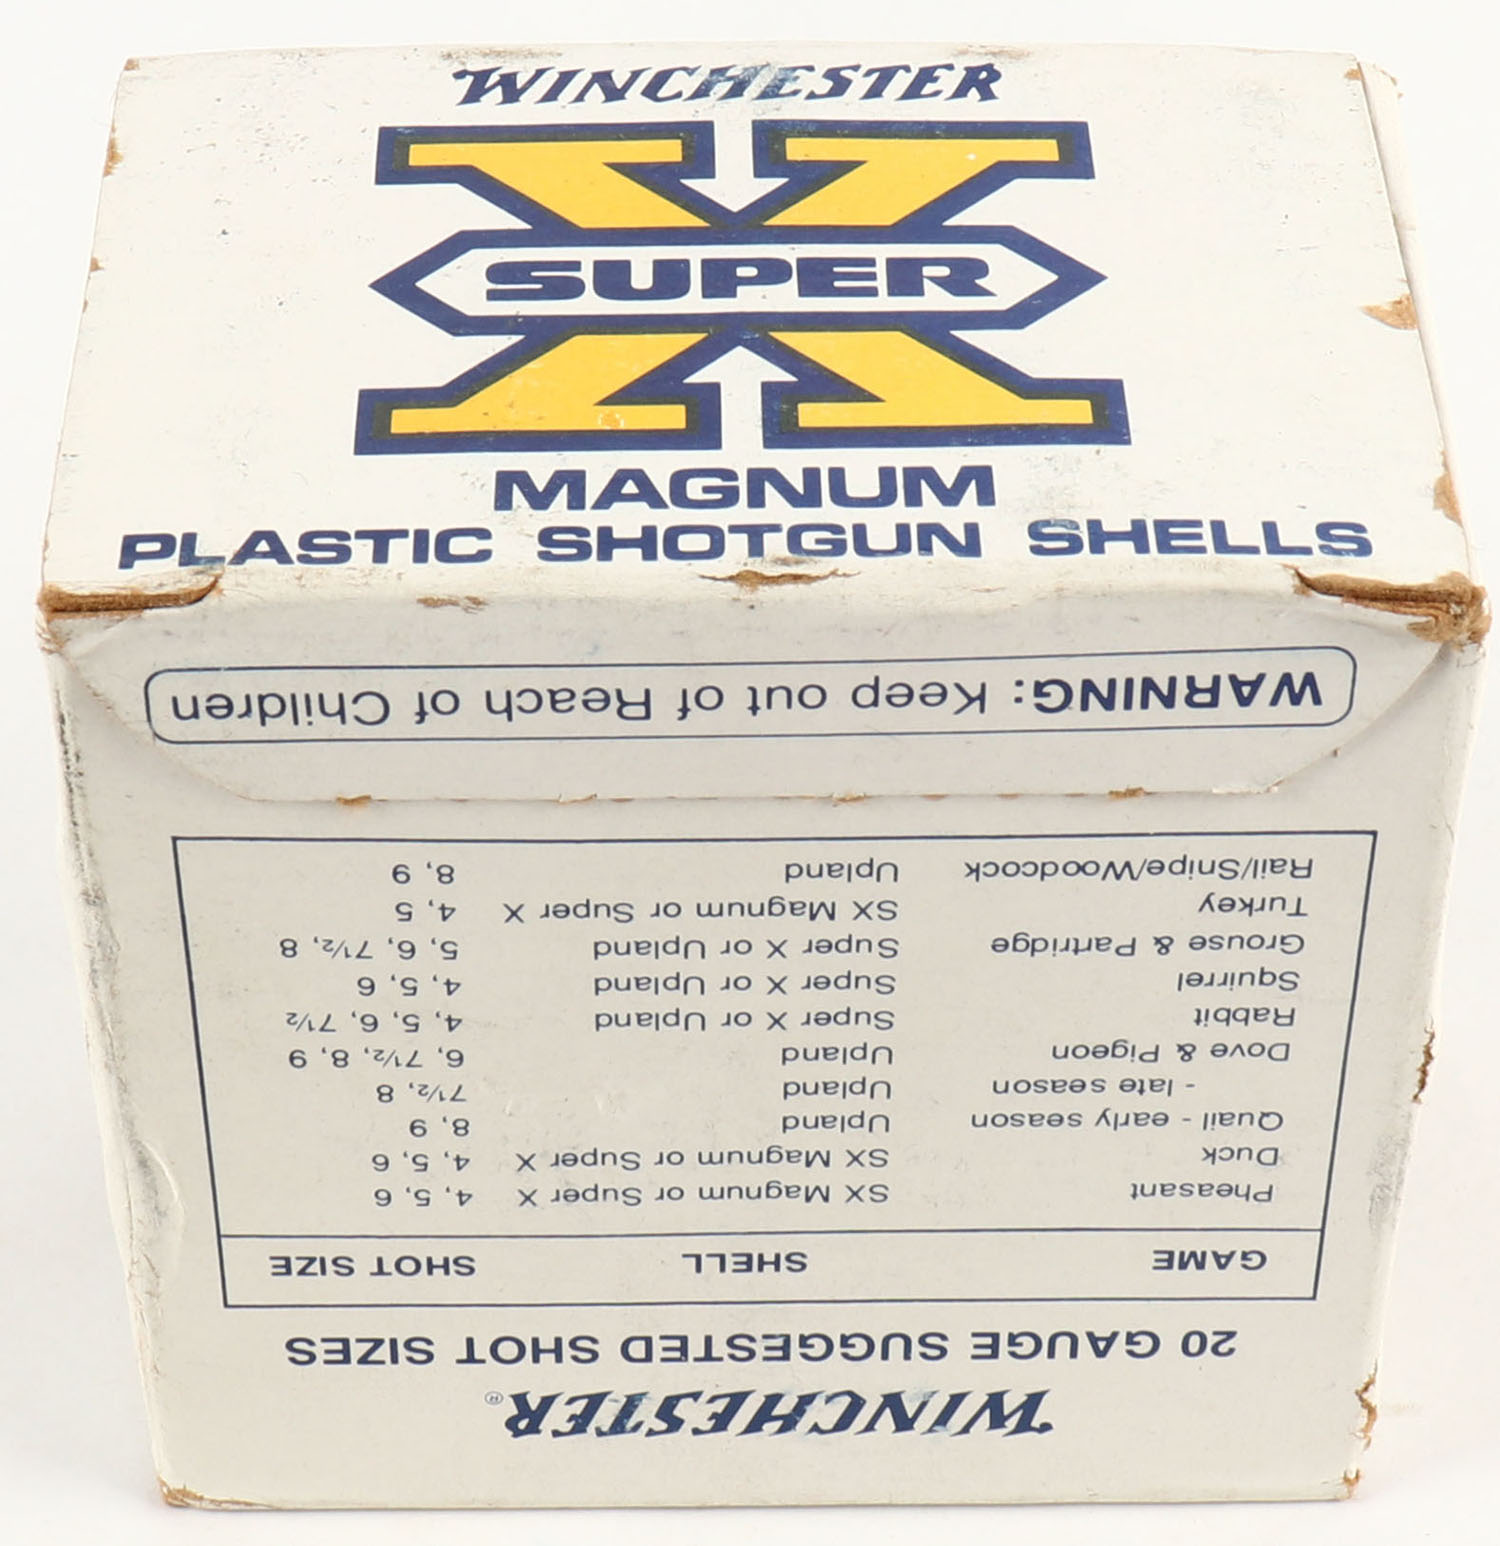 WINCHESTER
SUPER
X
MAGNUM
PLASTIC SHOTGUN SHELLS
WARNING: Keep out of Reach of Children
WINCHESTER®
20 GAUGE SUGGESTED SHOT SIZES
GAME SHELL SHOT SIZE
Pheasant SX Magnum or Super X 4, 5, 6
Duck SX Magnum or Super X 4, 5, 6
Quail - early season Upland 8, 9
- late season Upland 7½, 8
Dove & Pigeon Upland 6, 7½, 8, 9
Rabbit Super X or Upland 4, 5, 6, 7½
Squirrel Super X or Upland 4, 5, 6
Grouse & Partridge Super X or Upland 5, 6, 7½, 8
Turkey SX Magnum or Super X 4, 5
Rail/Snipe/Woodcock Upland 8, 9